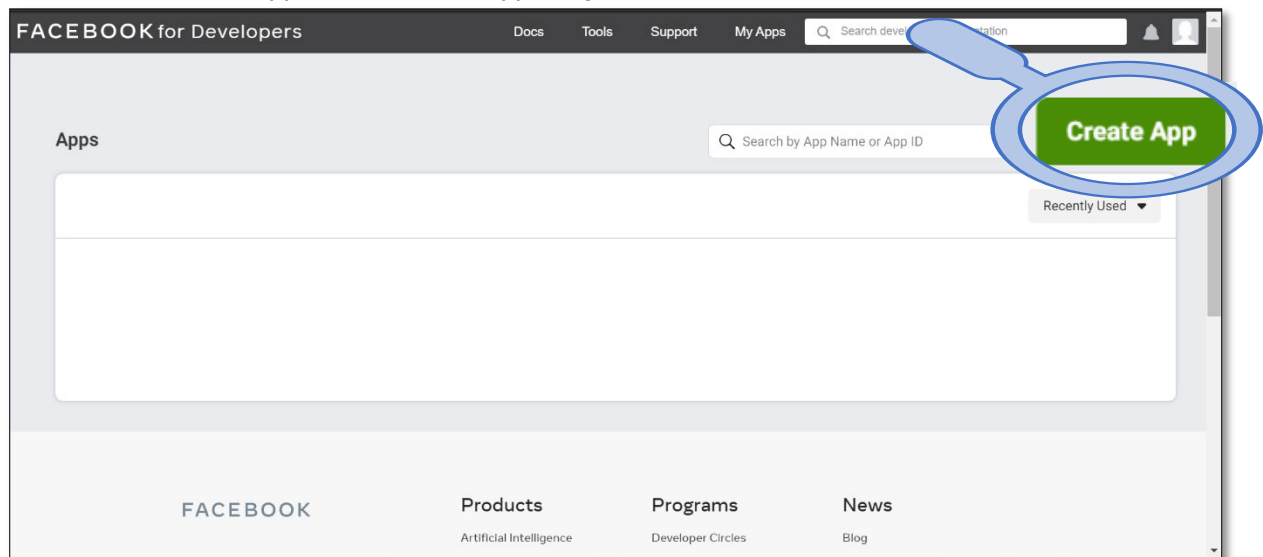 FACEBOOK for Developers Docs Tools Support My Apps Search
Apps Search by App Name or App ID Create App
Recently Used
FACEBOOK Products Programs News
Artificial Intelligence Developer Circles Blog